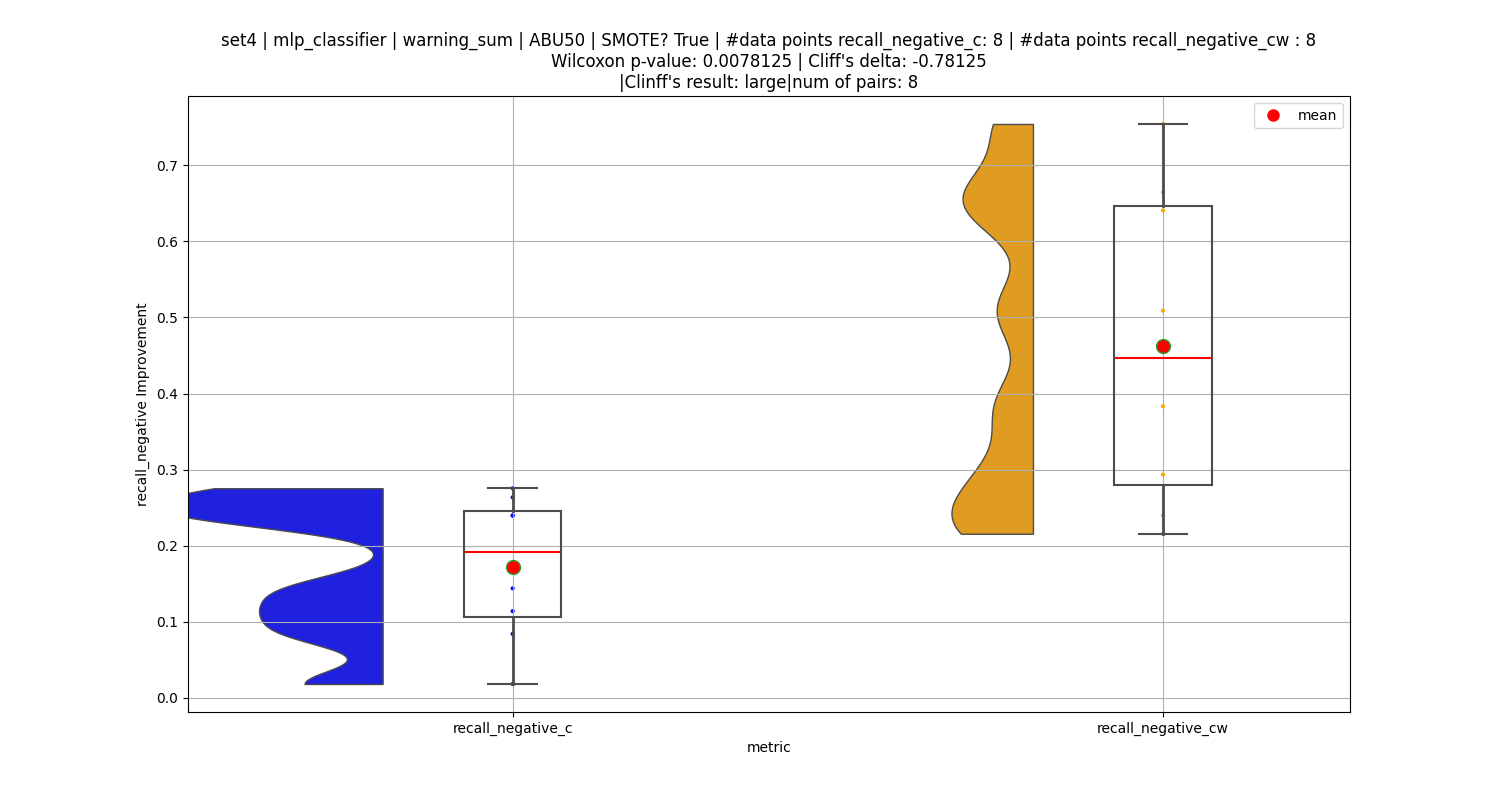 set4 | mlp_classifier | warning_sum | ABU50 | SMOTE? True | #data points recall_negative_c: 8 | #data points recall_negative_cw : 8
Wilcoxon p-value: 0.0078125 | Cliff's delta: -0.78125
|Clinff's result: large|num of pairs: 8
mean
0.7
0.6
0.5
0.4
0.3
0.2
0.1
0.0
recall_negative Improvement
recall_negative_c
recall_negative_cw
metric